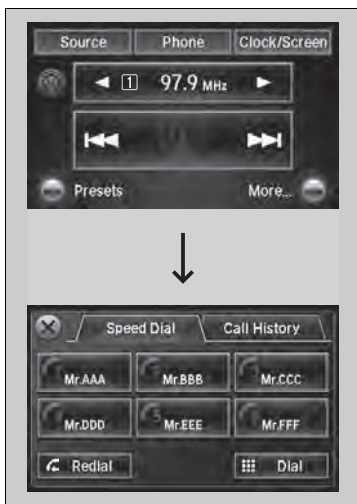 Source Phone Clock/Screen
1 97.9 MHz
Presets More...
Speed Dial Call History
Mr.AAA Mr.BBB Mr.CCC
Mr.DDD 5 Mr.EEE Mr.FFF
Redial Dial